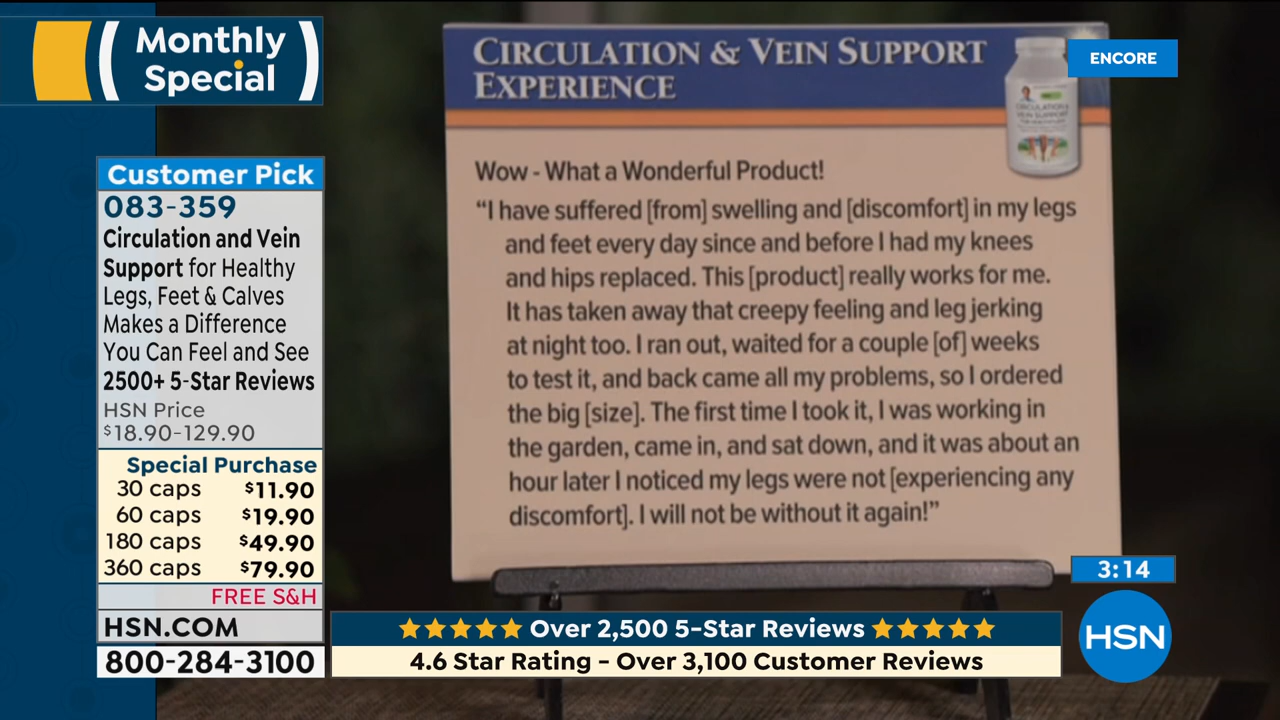 Monthly
Special
ENCORE
CIRCULATION & VEIN SUPPORT
EXPERIENCE
CIRCULATION &
VEIN SUPPORT
Wow - What a Wonderful Product!
“I have suffered [from] swelling and [discomfort] in my legs
and feet every day since and before I had my knees
and hips replaced. This [product] really works for me.
It has taken away that creepy feeling and leg jerking
at night too. I ran out, waited for a couple [of] weeks
to test it, and back came all my problems, so I ordered
the big [size]. The first time I took it, I was working in
the garden, came in, and sat down, and it was about an
hour later I noticed my legs were not [experiencing any
discomfort]. I will not be without it again!”
Customer Pick
083-359
Circulation and Vein
Support for Healthy
Legs, Feet & Calves
Makes a Difference
You Can Feel and See
2500+ 5-Star Reviews
HSN Price
$18.90-129.90
Special Purchase
30 caps $11.90
60 caps $19.90
180 caps $49.90
360 caps $79.90
FREE S&H
HSN.COM
800-284-3100
Over 2,500 5-Star Reviews
4.6 Star Rating – Over 3,100 Customer Reviews
3:14
HSN